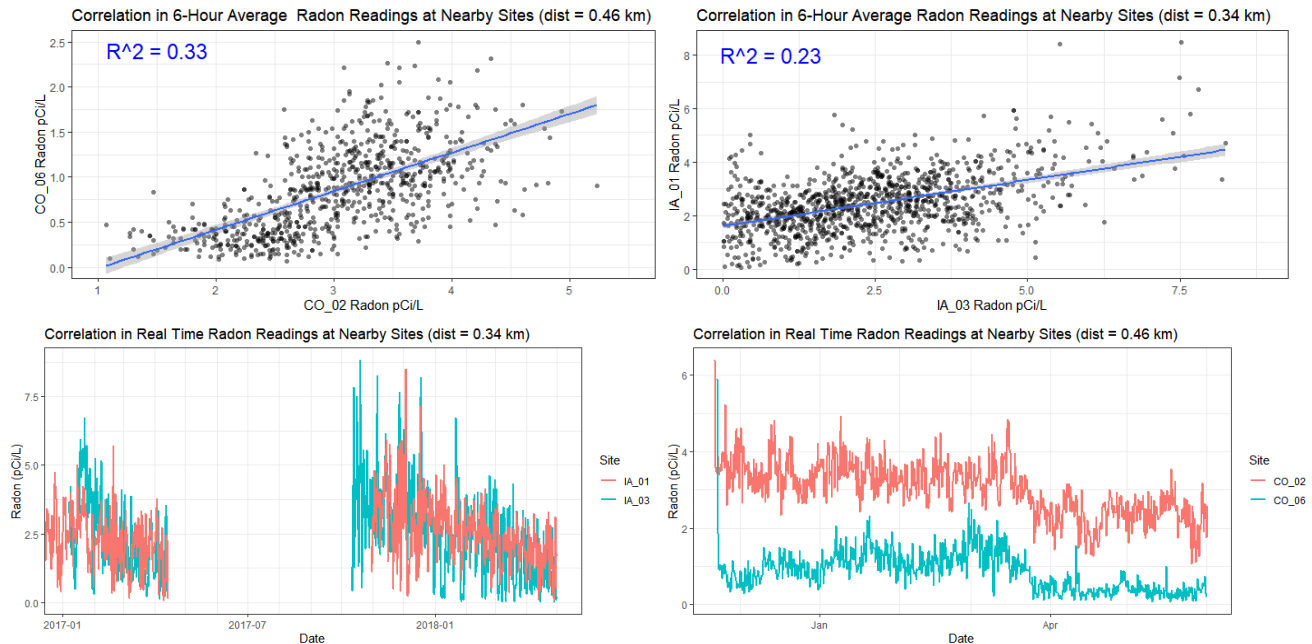 Correlation in 6-Hour Average  Radon Readings at Nearby Sites (dist = 0.46 km)
R^2 = 0.33
CO_06 Radon pCi/L
2.5
2.0
1.5
1.0
0.5
0.0
1 2 3 4 5
CO_02 Radon pCi/L
Correlation in 6-Hour Average Radon Readings at Nearby Sites (dist = 0.34 km)
R^2 = 0.23
IA_01 Radon pCi/L
8
6
4
2
0
0.0 2.5 5.0 7.5
IA_03 Radon pCi/L
Correlation in Real Time Radon Readings at Nearby Sites (dist = 0.34 km)
Radon (pCi/L)
7.5
5.0
2.5
0.0
2017-01 2017-07 2018-01
Date
Site
IA_01
IA_03
Correlation in Real Time Radon Readings at Nearby Sites (dist = 0.46 km)
Radon (pCi/L)
6
4
2
0
Jan Apr
Date
Site
CO_02
CO_06